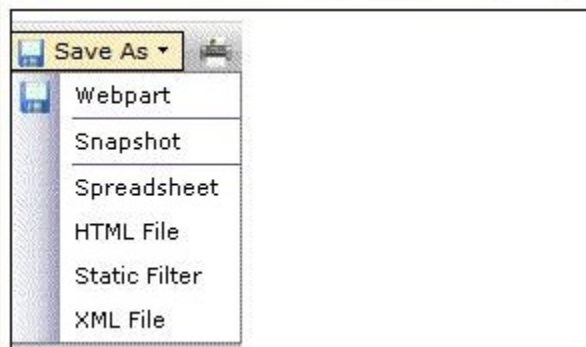 Save As
Webpart
Snapshot
Spreadsheet
HTML File
Static Filter
XML File